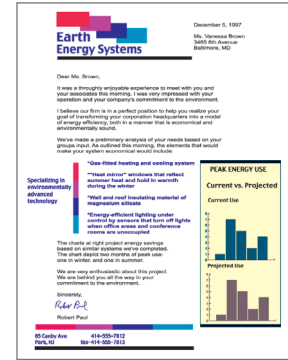 Earth
Energy Systems
December 5, 1997
Ms. Vanessa Brown
3465 6th Avenue
Baltimore, MD
Dear Ms. Brown,
It was a thoroughly enjoyable experience to meet with you and
your associates this morning. I was very impressed with your
operation and your company's commitment to the environment.
I believe our firm is in a perfect position to help you realize your
goal of transforming your corporation headquarters into a model
of energy efficiency, both in a manner that is economical and
environmentally sound.
We've made a preliminary analysis of your needs based on your
groups input. As outlined this morning, the elements that would
make your system economical would include:
Specializing in
environmentally
advanced
technology
*Gas-fitted heating and cooling system
*"Heat mirror" windows that reflect
summer heat and hold in warmth
during the winter
*Wall and roof insulating material of
magnesium silicate
*Energy-efficient lighting under
control by sensors that turn off lights
when office areas and conference
rooms are unoccupied
PEAK ENERGY USE
Current vs. Projected
Current Use
Projected Use
The charts at right project energy savings
based on similar systems we've completed.
The chart depict two months of peak use-
one in winter, and one in summer.
We are very enthusiastic about this project.
We are behind you all the way in your
commitment to the environment.
Sincerely,
Robert Paul
Robert Paul
65 Canby Ave
Paris, NJ
414-555-7812
fax-414-555-7813